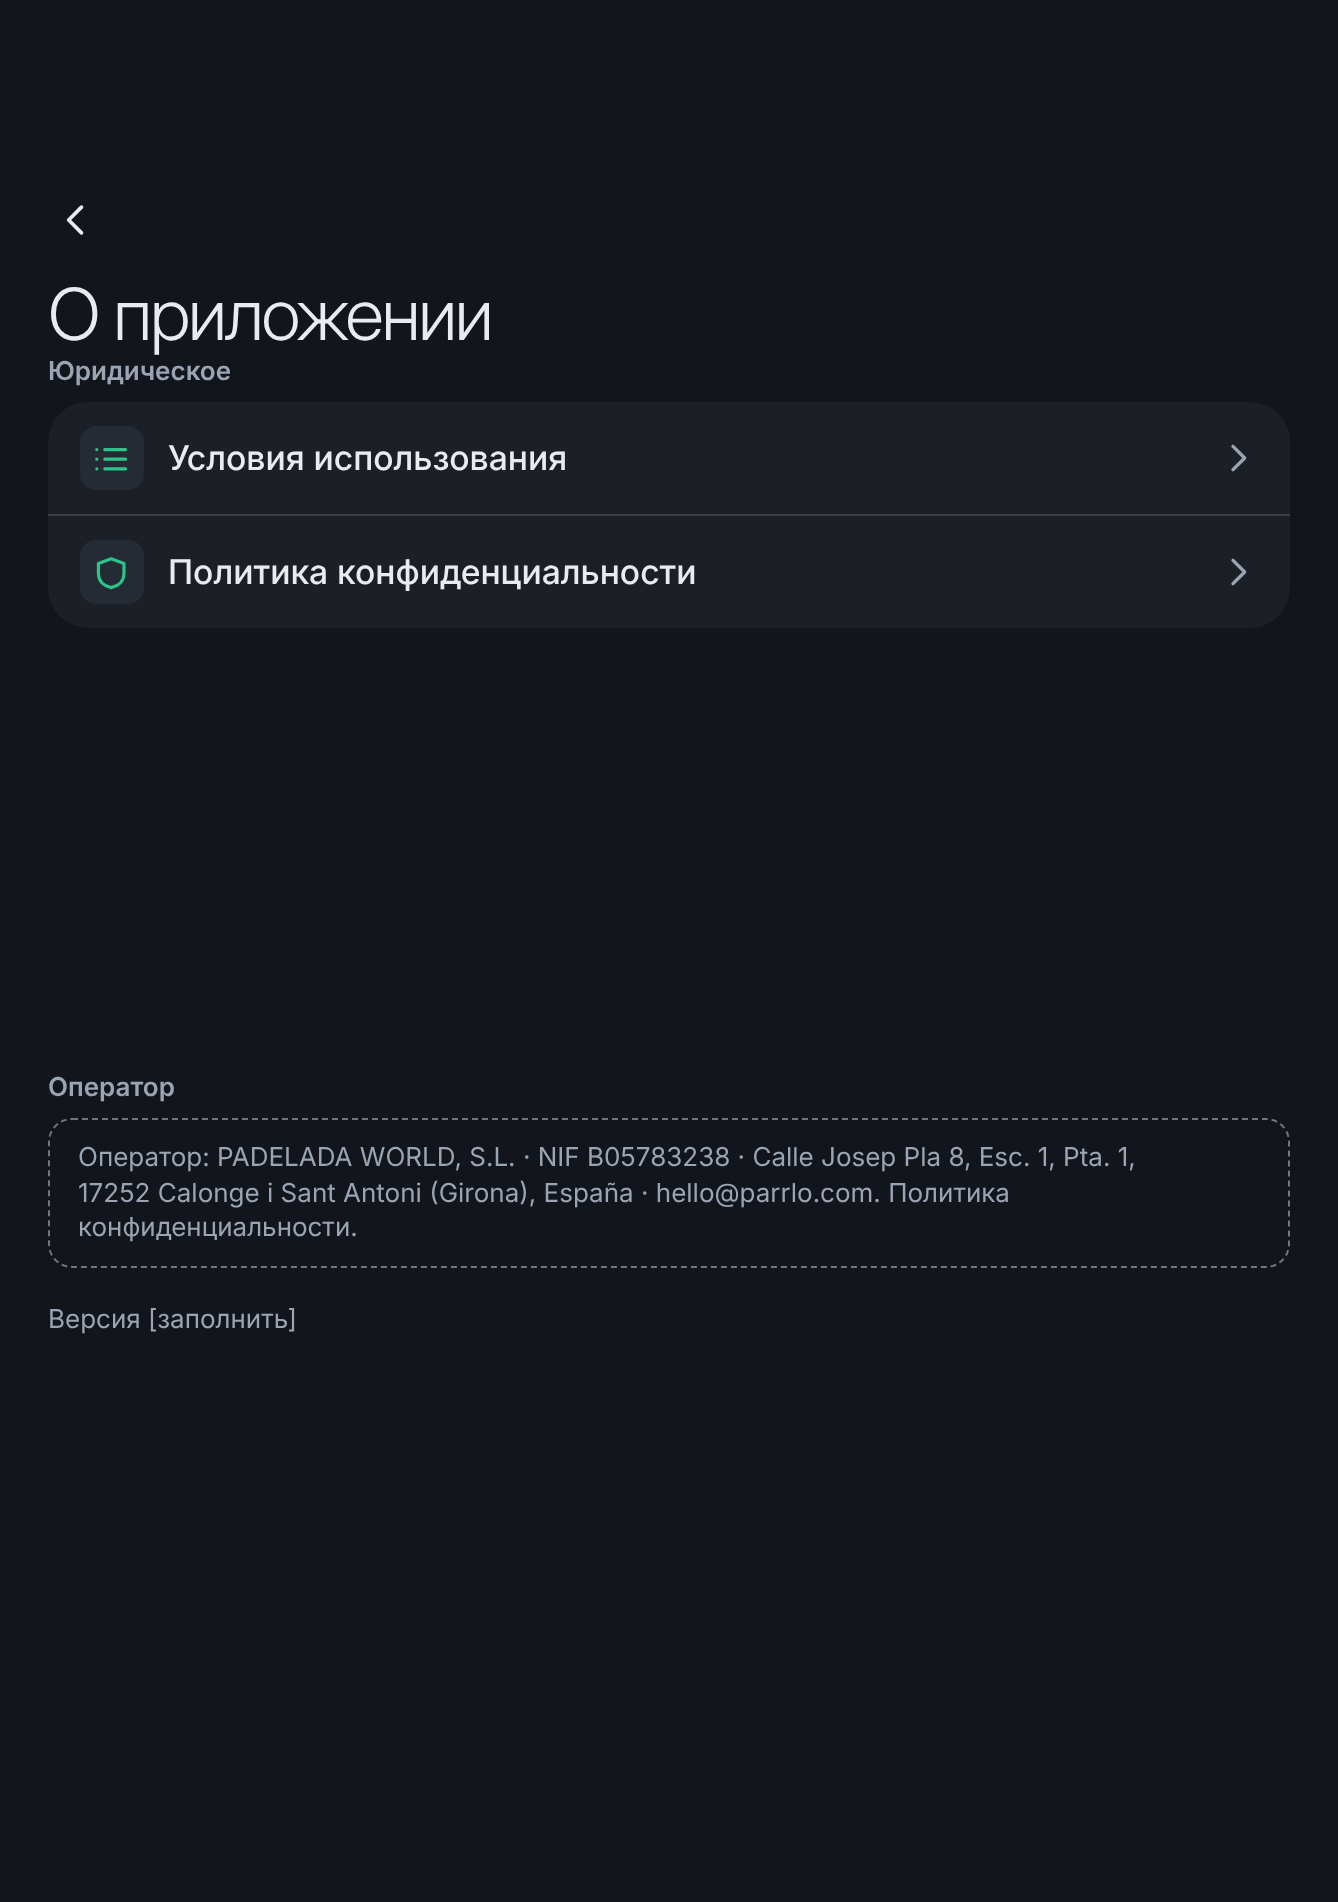 О приложении
Юридическое
Условия использования
Политика конфиденциальности
Оператор
Оператор: PADELADA WORLD, S.L. · NIF B05783238 · Calle Josep Pla 8, Esc. 1, Pta. 1,
17252 Calonge i Sant Antoni (Girona), España · hello@parrlo.com. Политика
конфиденциальности.
Версия [заполнить]